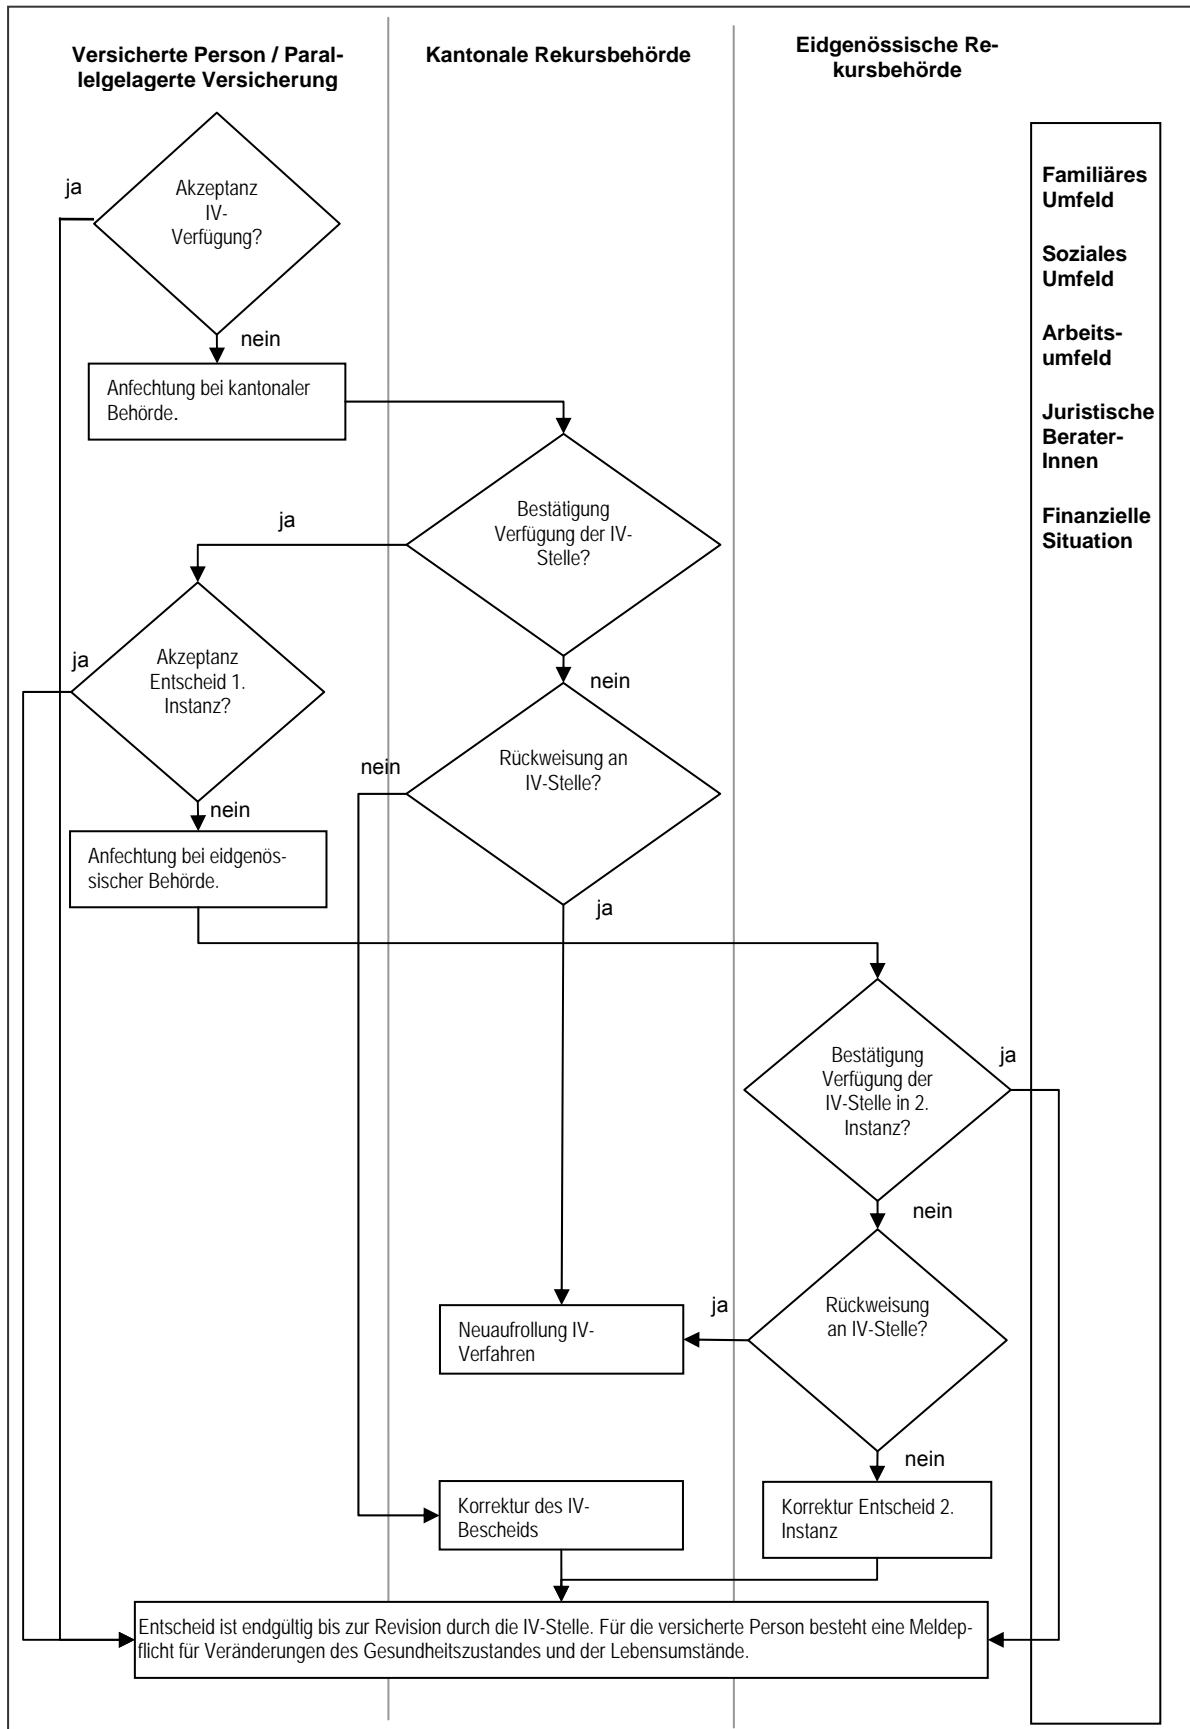 Versicherte Person / Paral-
lelgelagerte Versicherung
Kantonale Rekursbehörde
Eidgenössische Re-
kursbehörde
Familiäres
Umfeld
Soziales
Umfeld
Arbeits-
umfeld
Juristische
Berater-
Innen
Finanzielle
Situation
ja
Akzeptanz
IV-
Verfügung?
nein
Anfechtung bei kantonaler
Behörde.
Bestätigung
Verfügung der IV-
Stelle?
ja
nein
Akzeptanz
Entscheid 1.
Instanz?
ja
nein
Rückweisung an
IV-Stelle?
nein
ja
Anfechtung bei eidgenös-
sischer Behörde.
Bestätigung
Verfügung der
IV-Stelle in 2.
Instanz?
ja
nein
Rückweisung
an IV-Stelle?
ja
nein
Neuaufrollung IV-
Verfahren
Korrektur des IV-
Bescheids
Korrektur Entscheid 2.
Instanz
Entscheid ist endgültig bis zur Revision durch die IV-Stelle. Für die versicherte Person besteht eine Meldep-
flicht für Veränderungen des Gesundheitszustandes und der Lebensumstände.